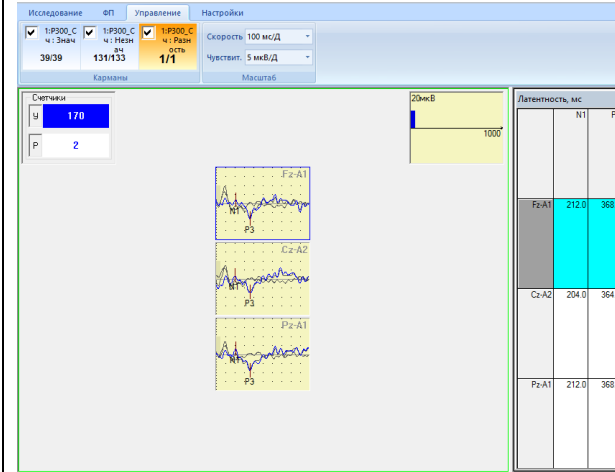 Исследование ФП Управление Настройки
1:P300_С ч : Знач
39/39
1:P300_С ч : Незн ач
131/133
1:P300_С ч : Разн ость
1/1
Карманы
Скорость 100 мс/Д
Чувствит. 5 мкВ/Д
Масштаб
Счетчики
У 170
Р 2
20мкВ
1000
Fz-A1
N1
P3
Cz-A2
N1
P3
Pz-A1
N1
P3
Латентность, мс
N1 P
Fz-A1 212.0 368
Cz-A2 204.0 364
Pz-A1 212.0 368